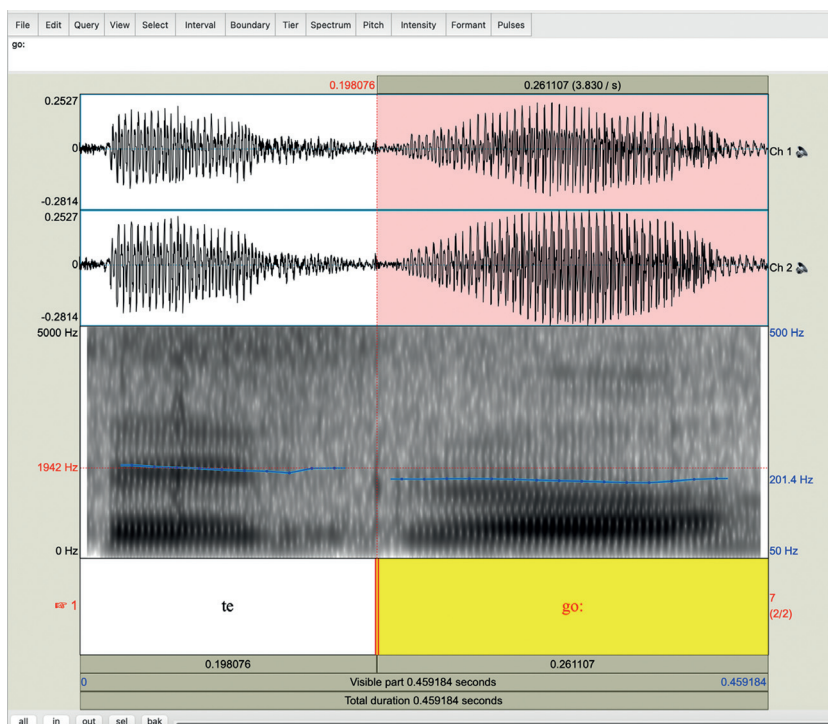 File Edit Query View Select Interval Boundary Tier Spectrum Pitch Intensity Formant Pulses
go:
0.198076 0.261107 (3.830 / s)
0.2527
0
-0.2814
Ch 1
0.2527
0
-0.2814
Ch 2
5000 Hz 500 Hz
1942 Hz
201.4 Hz
0 Hz 50 Hz
1 te go: 7
(2/2)
0.198076 0.261107
0 Visible part 0.459184 seconds 0.459184
Total duration 0.459184 seconds
all in out sel bak